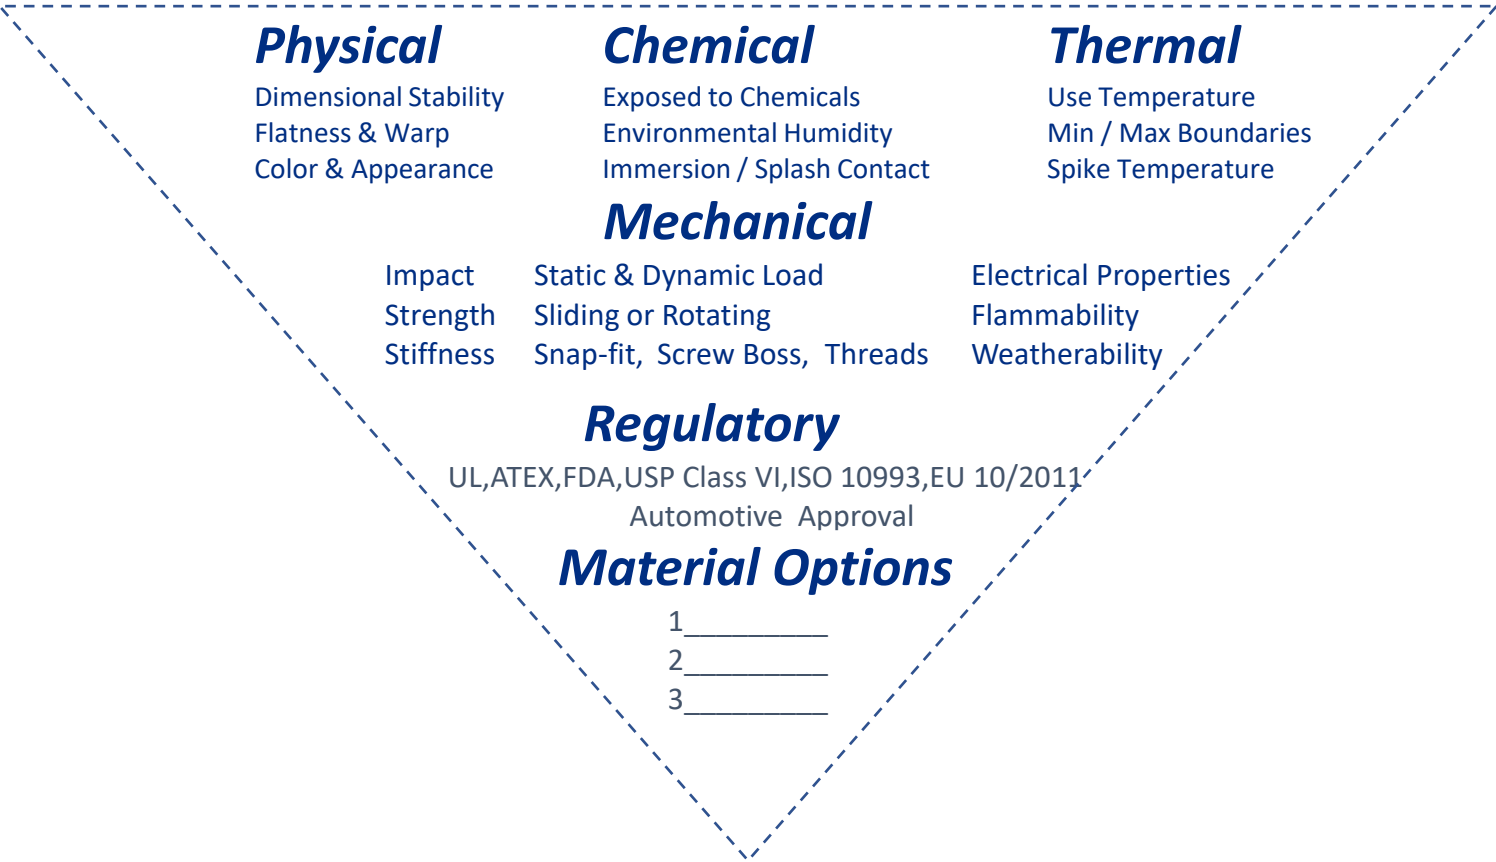 Physical Chemical Thermal
Dimensional Stability Exposed to Chemicals Use Temperature
Flatness & Warp Environmental Humidity Min / Max Boundaries
Color & Appearance Immersion / Splash Contact Spike Temperature
Mechanical
Impact Static & Dynamic Load Electrical Properties
Strength Sliding or Rotating Flammability
Stiffness Snap-fit, Screw Boss, Threads Weatherability
Regulatory
UL,ATEX,FDA,USP Class VI,ISO 10993,EU 10/2011
Automotive Approval
Material Options
1_________
2_________
3_________